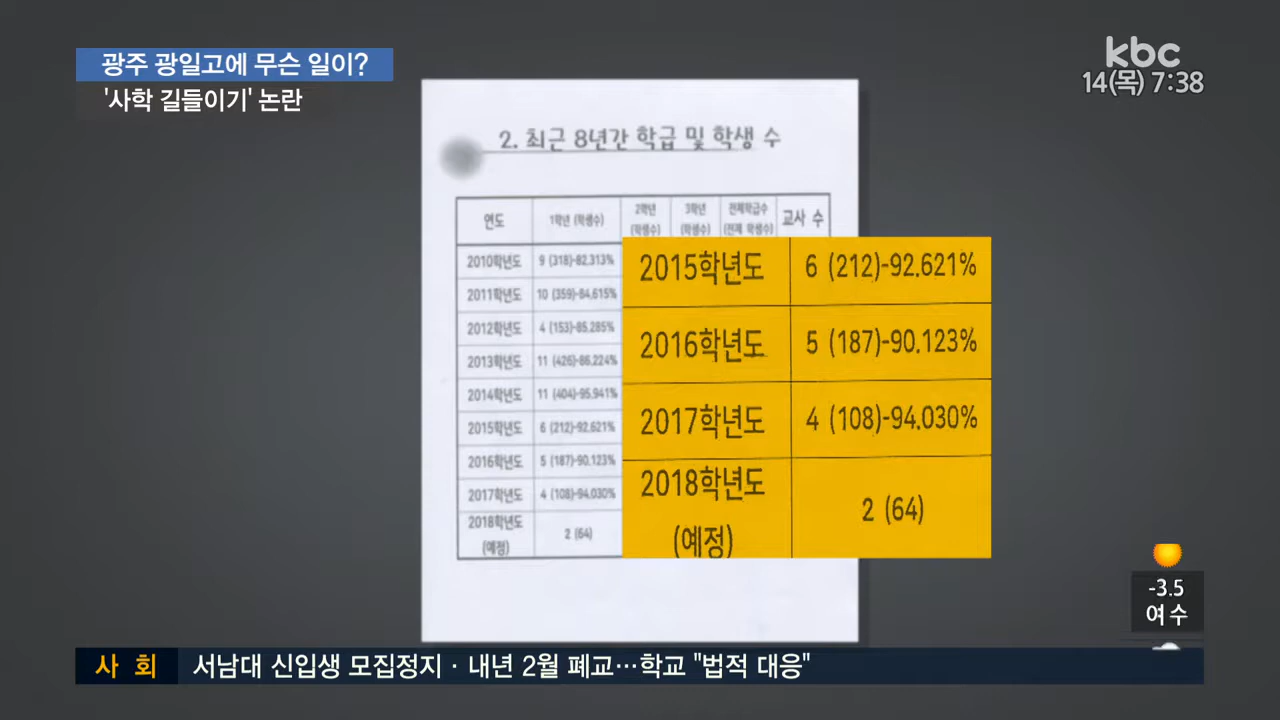 광주 광일고에 무슨 일이?
'사학 길들이기' 논란
kbc
14(목) 7:38
2. 최근 8년간 학급 및 학생 수
연도 1학년 (학생수) 2학년 (학생수) 3학년 (학생수) 전체학급수 (전체 학생수) 교사 수
2010학년도 9 (318)-82.313%
2011학년도 10 (359)-84.615%
2012학년도 4 (153)-85.285%
2013학년도 11 (426)-86.224%
2014학년도 11 (404)-95.941%
2015학년도 6 (212)-92.621%
2016학년도 5 (187)-90.123%
2017학년도 4 (108)-94.030%
2018학년도 (예정) 2 (64)
2015학년도 6 (212)-92.621%
2016학년도 5 (187)-90.123%
2017학년도 4 (108)-94.030%
2018학년도 (예정) 2 (64)
-3.5
여수
사 회 서남대 신입생 모집정지·내년 2월 폐교…학교 "법적 대응"